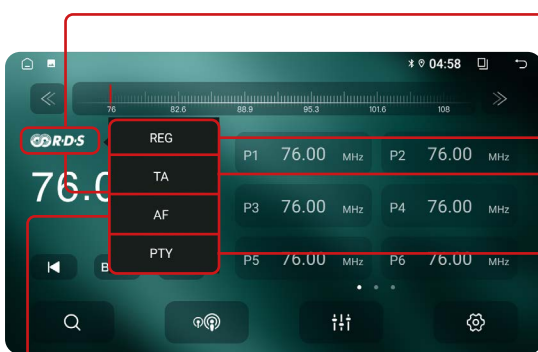 04:58
76 82.6 88.9 95.3 101.6 108
R·D·S
REG
TA
AF
PTY
76.0
P1 76.00 MHz P2 76.00 MHz
P3 76.00 MHz P4 76.00 MHz
B P5 76.00 MHz P6 76.00 MHz